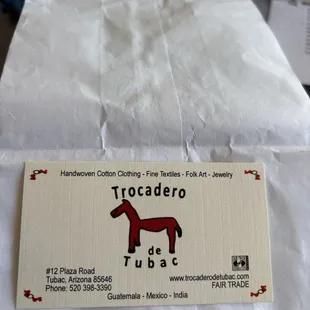 Handwoven Cotton Clothing - Fine Textiles - Folk Art - Jewelry
Trocadero
de
Tubac
#12 Plaza Road
Tubac, Arizona 85646
Phone: 520 398-3390
www.trocaderodetubac.com
FAIR TRADE
Guatemala - Mexico - India